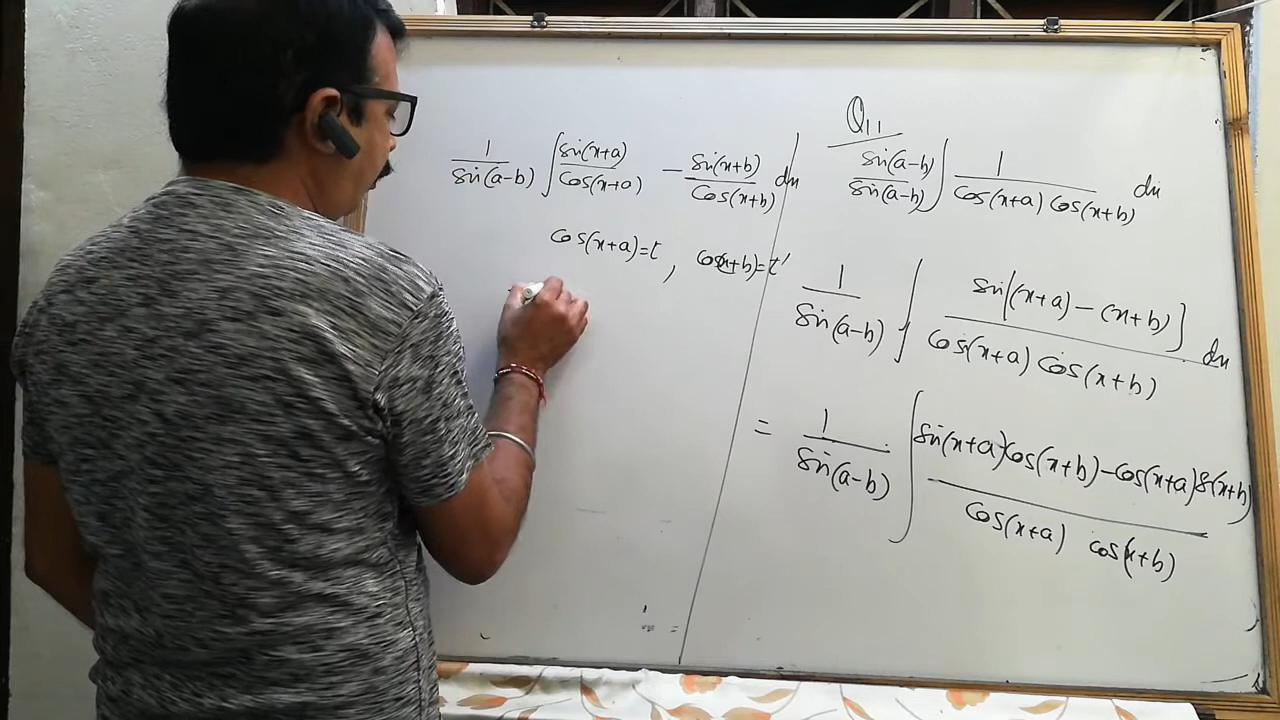 Q11
sin(a-b)/sin(a-b) ∫ 1/cos(x+a) cos(x+b) dx
1/sin(a-b) ∫ sin[(x+a)-(x+b)]/cos(x+a) cos(x+b) dx
= 1/sin(a-b) ∫ sin(x+a)cos(x+b)-cos(x+a)s(x+b)/cos(x+a) cos(x+b)
1/sin(a-b) ∫ sin(x+a)/cos(x+a) - sin(x+b)/cos(x+b) dx
cos(x+a)=t, cos(x+b)=t'